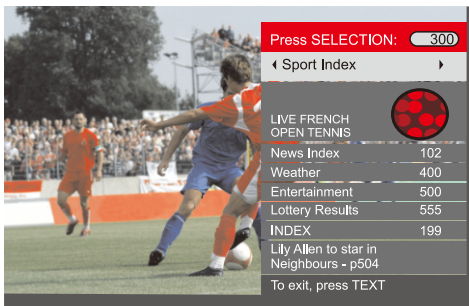 Press SELECTION: 300
Sport Index
LIVE FRENCH
OPEN TENNIS
News Index 102
Weather 400
Entertainment 500
Lottery Results 555
INDEX 199
Lily Allen to star in
Neighbours - p504
To exit, press TEXT